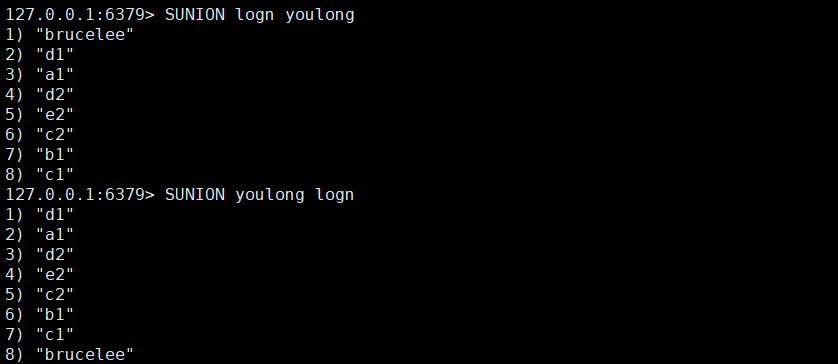 127.0.0.1:6379> SUNION logn youlong
1) "brucelee"
2) "d1"
3) "a1"
4) "d2"
5) "e2"
6) "c2"
7) "b1"
8) "c1"
127.0.0.1:6379> SUNION youlong logn
1) "d1"
2) "a1"
3) "d2"
4) "e2"
5) "c2"
6) "b1"
7) "c1"
8) "brucelee"